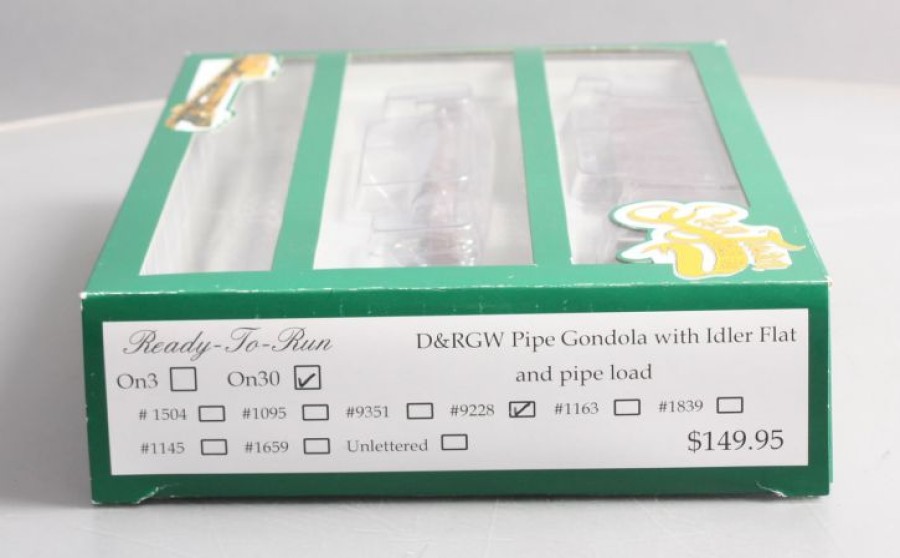 Ready-To-Run
D&RGW Pipe Gondola with Idler Flat
and pipe load
On3 On30
# 1504 #1095 #9351 #9228 #1163 #1839
#1145 #1659 Unlettered
$149.95